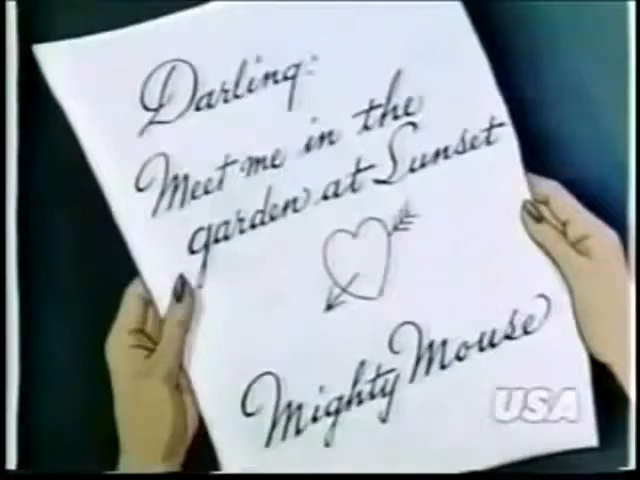 Darling:
Meet me in the
garden at Sunset
Mighty Mouse
USA